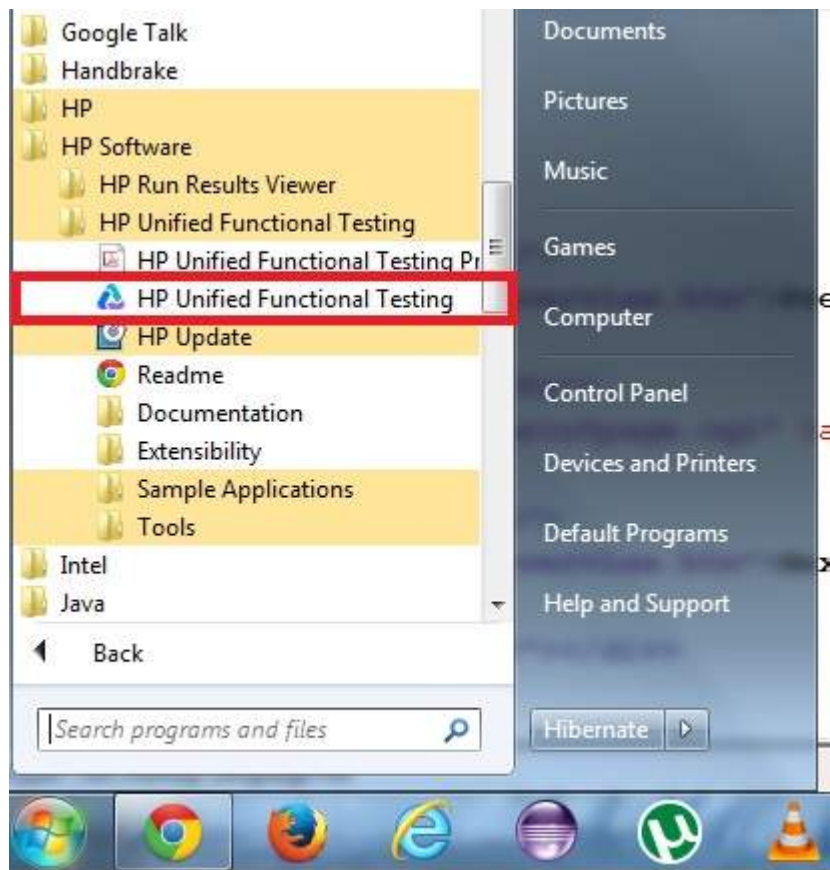 Google Talk
Handbrake
HP
HP Software
HP Run Results Viewer
HP Unified Functional Testing
HP Unified Functional Testing Pr
HP Unified Functional Testing
HP Update
Readme
Documentation
Extensibility
Sample Applications
Tools
Intel
Java
Back
Search programs and files
Documents
Pictures
Music
Games
Computer
Control Panel
Devices and Printers
Default Programs
Help and Support
Hibernate